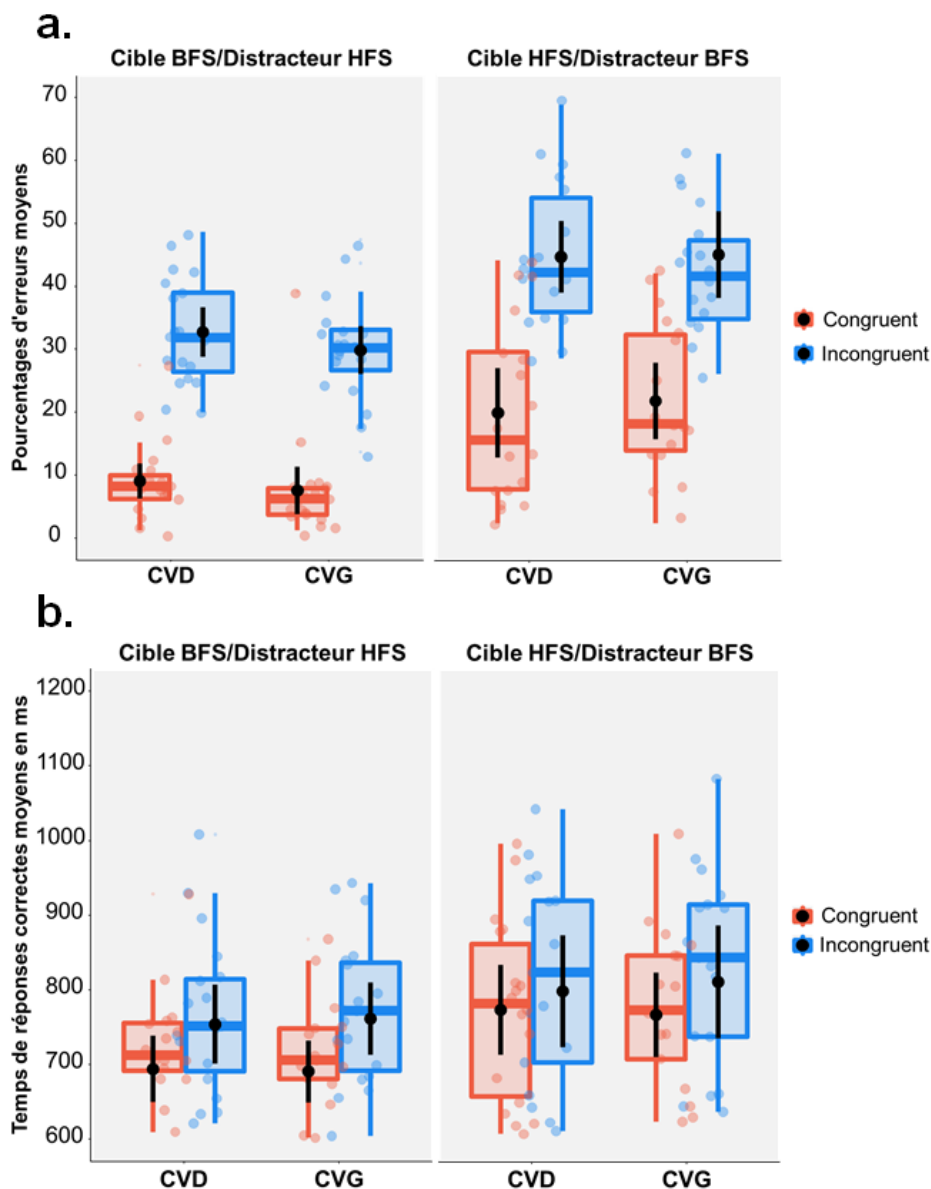 a.
Cible BFS/Distracteur HFS
Cible HFS/Distracteur BFS
Pourcentages d'erreurs moyens
70
60
50
40
30
20
10
0
CVD
CVG
CVD
CVG
Congruent
Incongruent
b.
Cible BFS/Distracteur HFS
Cible HFS/Distracteur BFS
Temps de réponses correctes moyens en ms
1200
1100
1000
900
800
700
600
CVD
CVG
CVD
CVG
Congruent
Incongruent